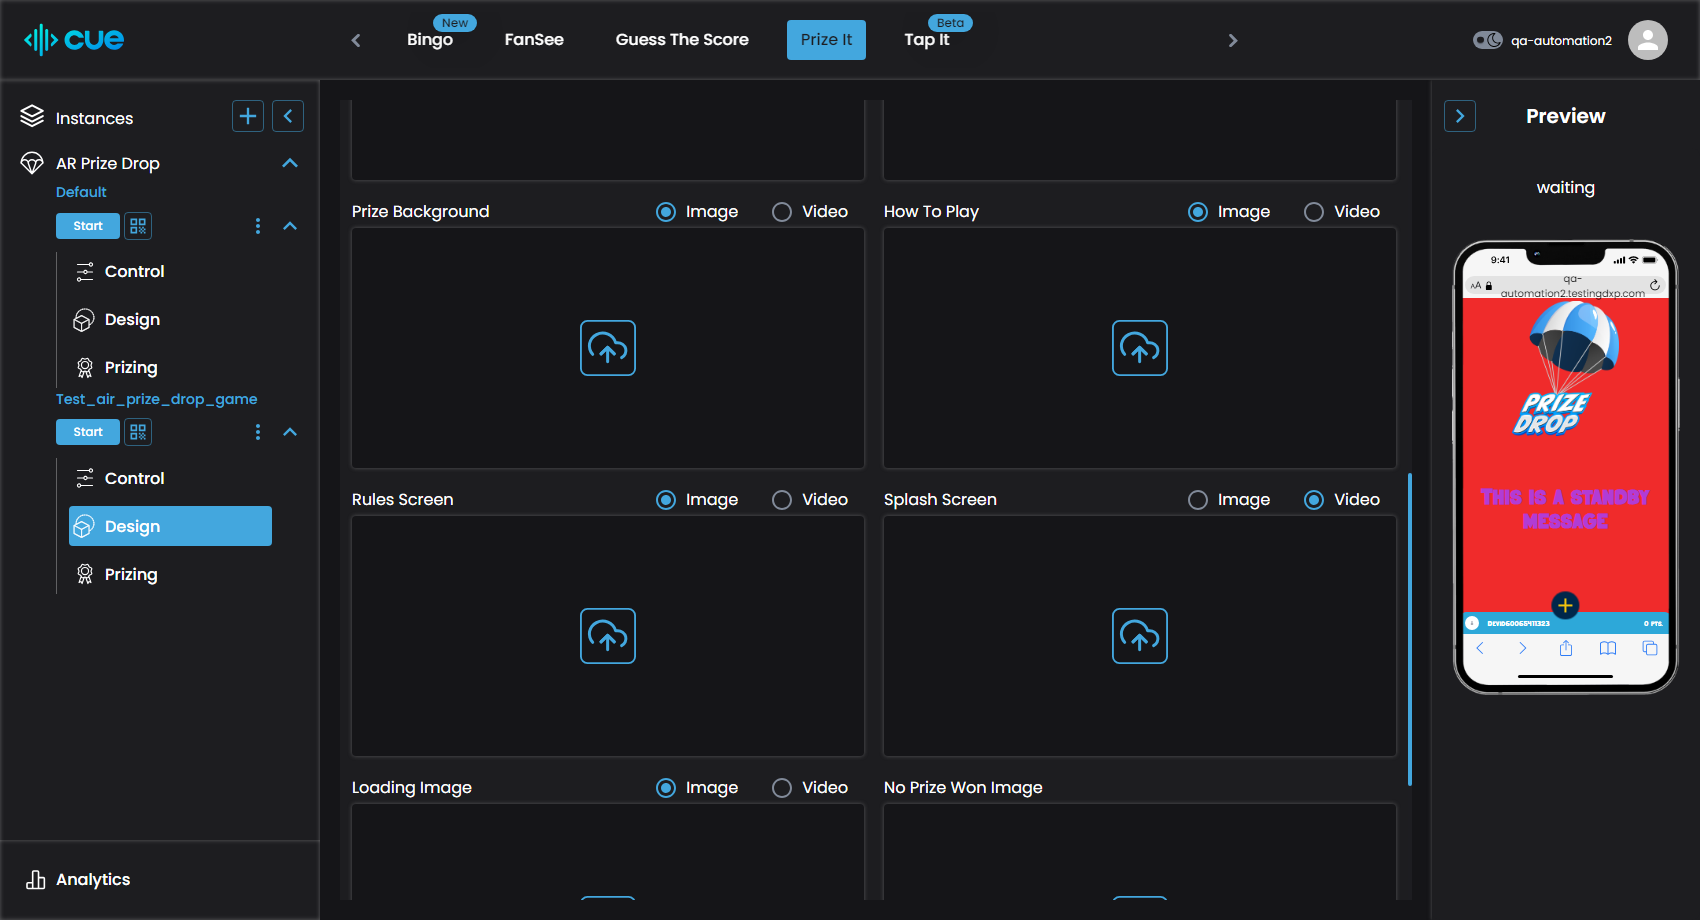 cue
Bingo
New
FanSee
Guess The Score
Prize It
Tap It
Beta
qa-automation2
Instances
AR Prize Drop
Default
Start
Control
Design
Prizing
Test_air_prize_drop_game
Start
Control
Design
Prizing
Analytics
Prize Background
Image
Video
How To Play
Image
Video
Rules Screen
Image
Video
Splash Screen
Image
Video
Loading Image
Image
Video
No Prize Won Image
Preview
waiting
9:41
AA
qa-
automation2.testingdxp.com
PRIZE
DROP
THIS IS A STANDBY
MESSAGE
0 PTS.